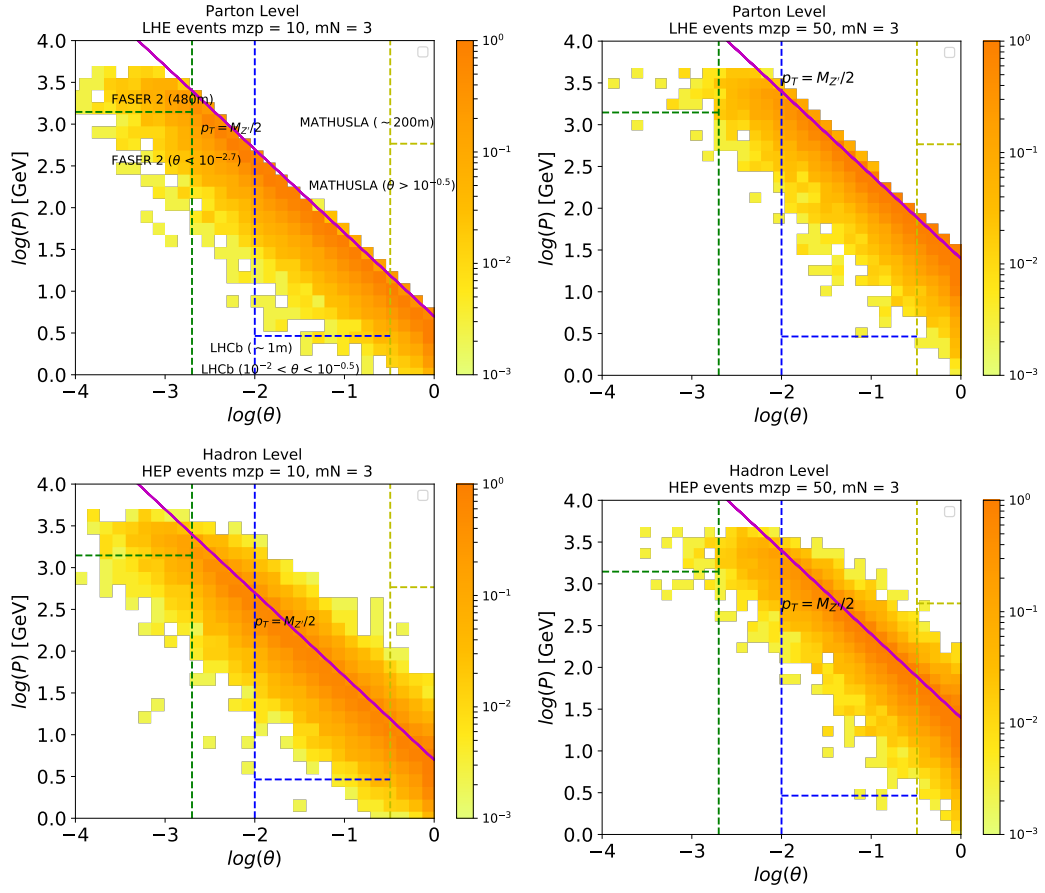 Parton Level
LHE events mzp = 10, mN = 3
4.0
3.5
3.0
2.5
2.0
1.5
1.0
0.5
0.0
log(P) [GeV]
FASER 2 (480m)
p_T = M_Z'/2
MATHUSLA (~200m)
FASER 2 (θ < 10^−2.7)
MATHUSLA (θ > 10^−0.5)
LHCb (~1m)
LHCb (10^−2 < θ < 10^−0.5)
−4 −3 −2 −1 0
log(θ)
10^0
10^−1
10^−2
10^−3
Parton Level
LHE events mzp = 50, mN = 3
4.0
3.5
3.0
2.5
2.0
1.5
1.0
0.5
0.0
log(P) [GeV]
p_T = M_Z'/2
−4 −3 −2 −1 0
log(θ)
10^0
10^−1
10^−2
10^−3
Hadron Level
HEP events mzp = 10, mN = 3
4.0
3.5
3.0
2.5
2.0
1.5
1.0
0.5
0.0
log(P) [GeV]
p_T = M_Z'/2
−4 −3 −2 −1 0
log(θ)
10^0
10^−1
10^−2
10^−3
Hadron Level
HEP events mzp = 50, mN = 3
4.0
3.5
3.0
2.5
2.0
1.5
1.0
0.5
0.0
log(P) [GeV]
p_T = M_Z'/2
−4 −3 −2 −1 0
log(θ)
10^0
10^−1
10^−2
10^−3